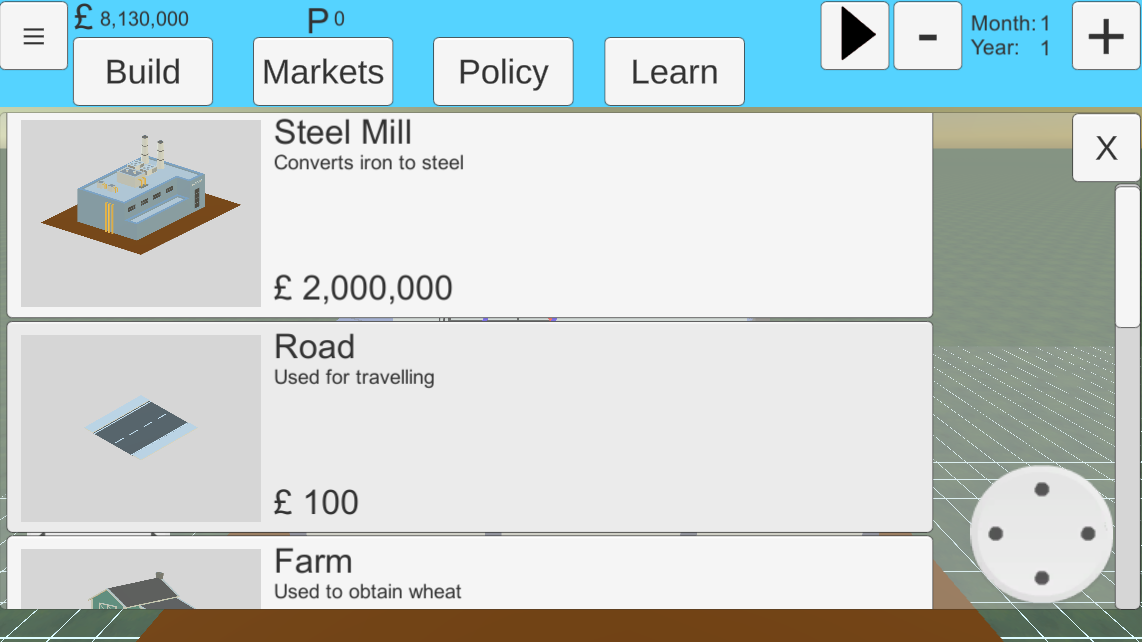 ☰
£ 8,130,000
P 0
Month: 1
Year: 1
-
+
Build
Markets
Policy
Learn
X
Steel Mill
Converts iron to steel
£ 2,000,000
Road
Used for travelling
£ 100
Farm
Used to obtain wheat